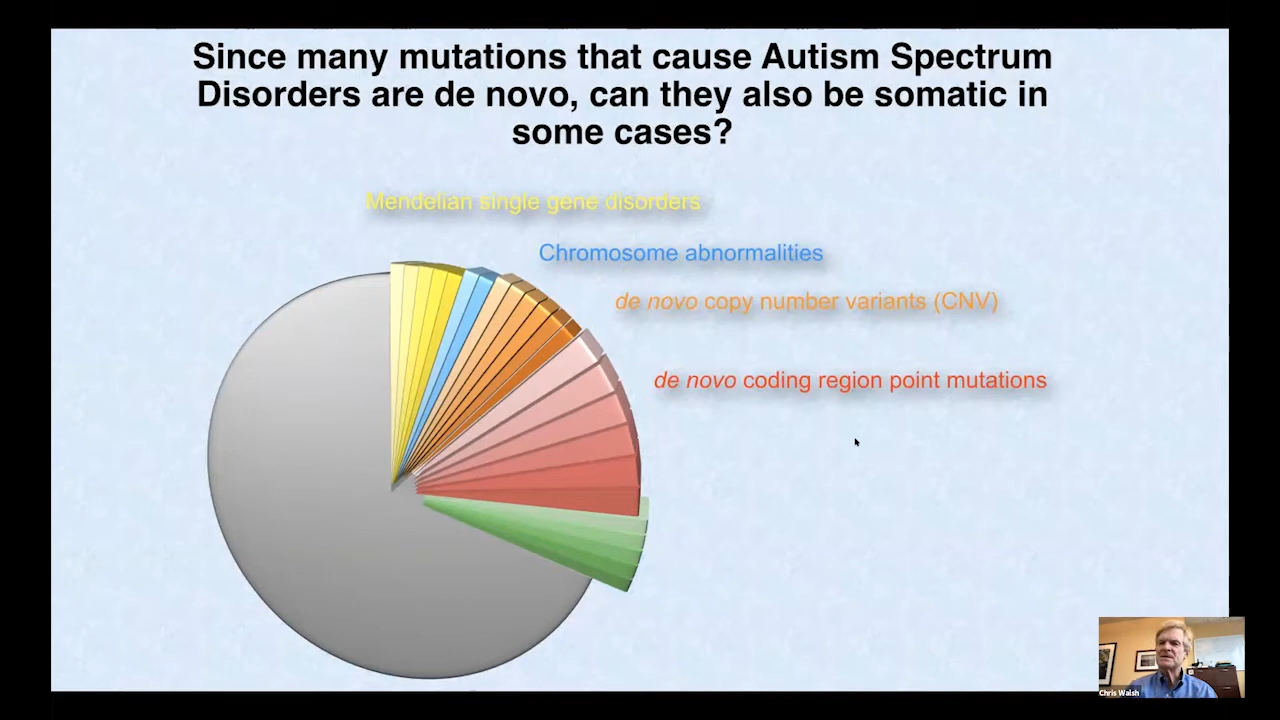 Since many mutations that cause Autism Spectrum
Disorders are de novo, can they also be somatic in
some cases?
Mendelian single gene disorders
Chromosome abnormalities
de novo copy number variants (CNV)
de novo coding region point mutations
Chris Walsh